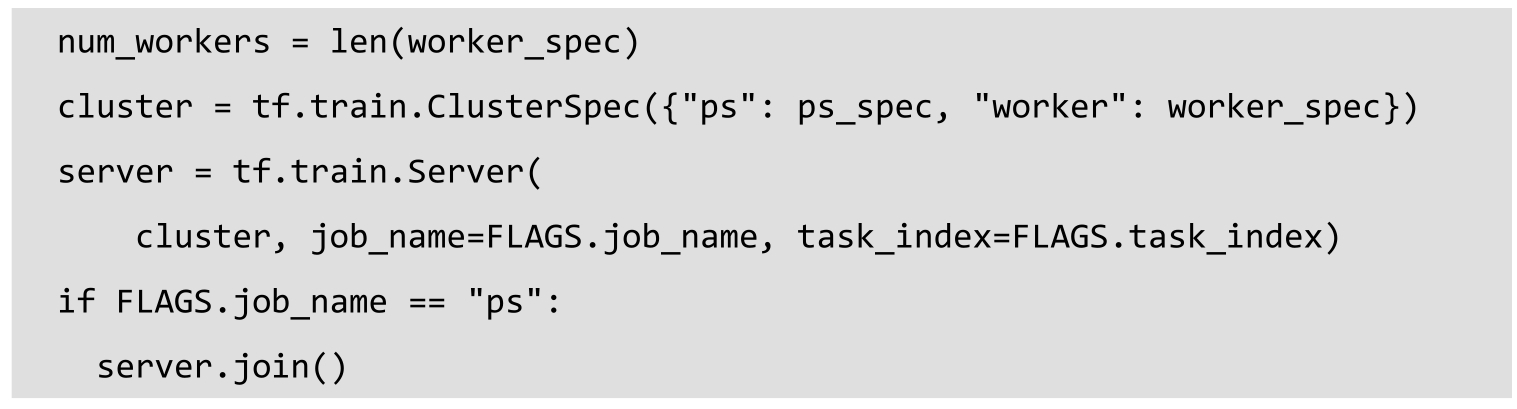 num_workers = len(worker_spec)
cluster = tf.train.ClusterSpec({"ps": ps_spec, "worker": worker_spec})
server = tf.train.Server(
    cluster, job_name=FLAGS.job_name, task_index=FLAGS.task_index)
if FLAGS.job_name == "ps":
  server.join()